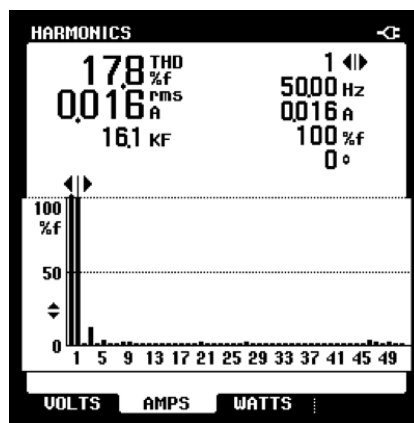 HARMONICS
17.8 THD %f
0.016 rms A
16.1 KF
1
50.00 Hz
0.016 A
100 %f
0 °
100
%f
50
0
1 5 9 13 17 21 25 29 33 37 41 45 49
VOLTS AMPS WATTS